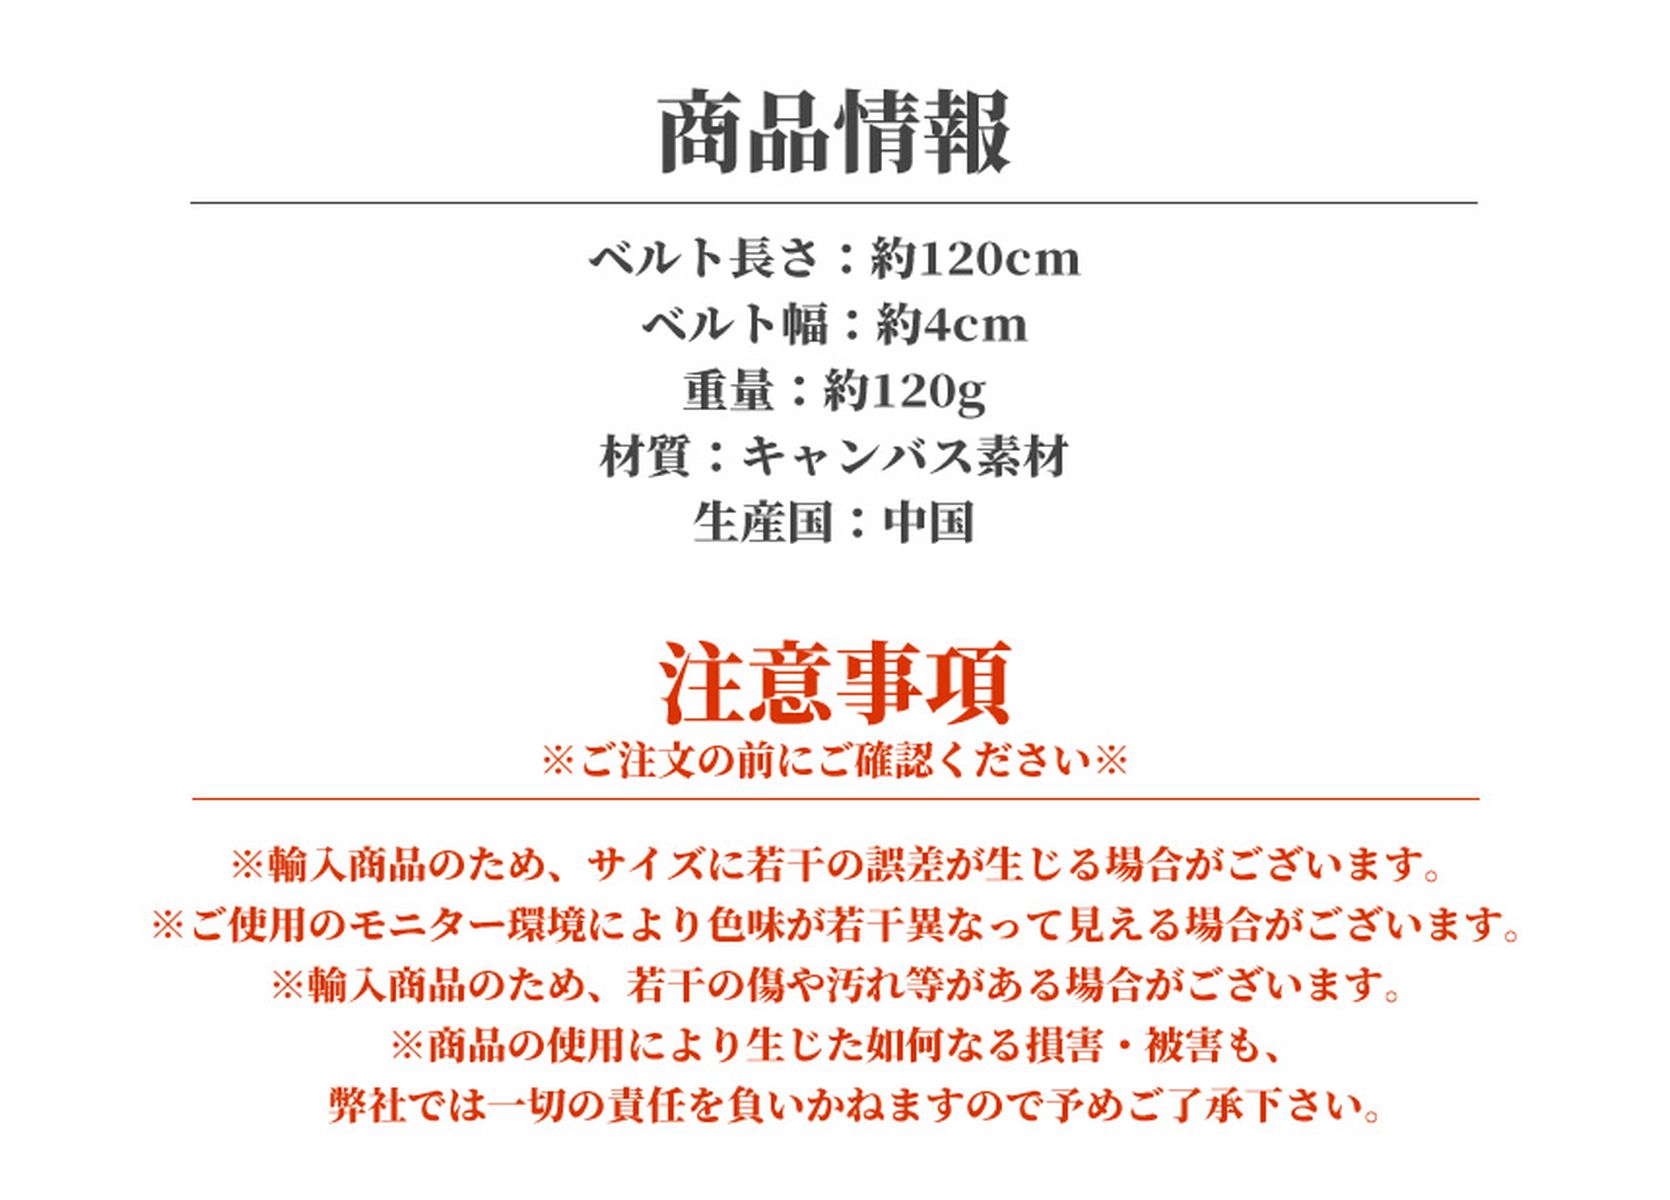 商品情報
ベルト長さ：約120cm
ベルト幅：約4cm
重量：約120g
材質：キャンバス素材
生産国：中国
注意事項
※ご注文の前にご確認ください※
※輸入商品のため、サイズに若干の誤差が生じる場合がございます。
※ご使用のモニター環境により色味が若干異なって見える場合がございます。
※輸入商品のため、若干の傷や汚れ等がある場合がございます。
※商品の使用により生じた如何なる損害・被害も、
弊社では一切の責任を負いかねますので予めご了承下さい。